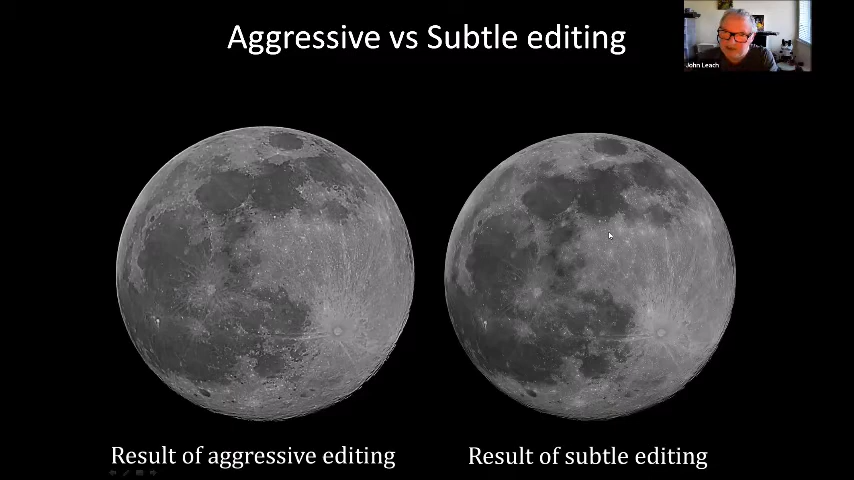 Aggressive vs Subtle editing
John Leach
Result of aggressive editing
Result of subtle editing